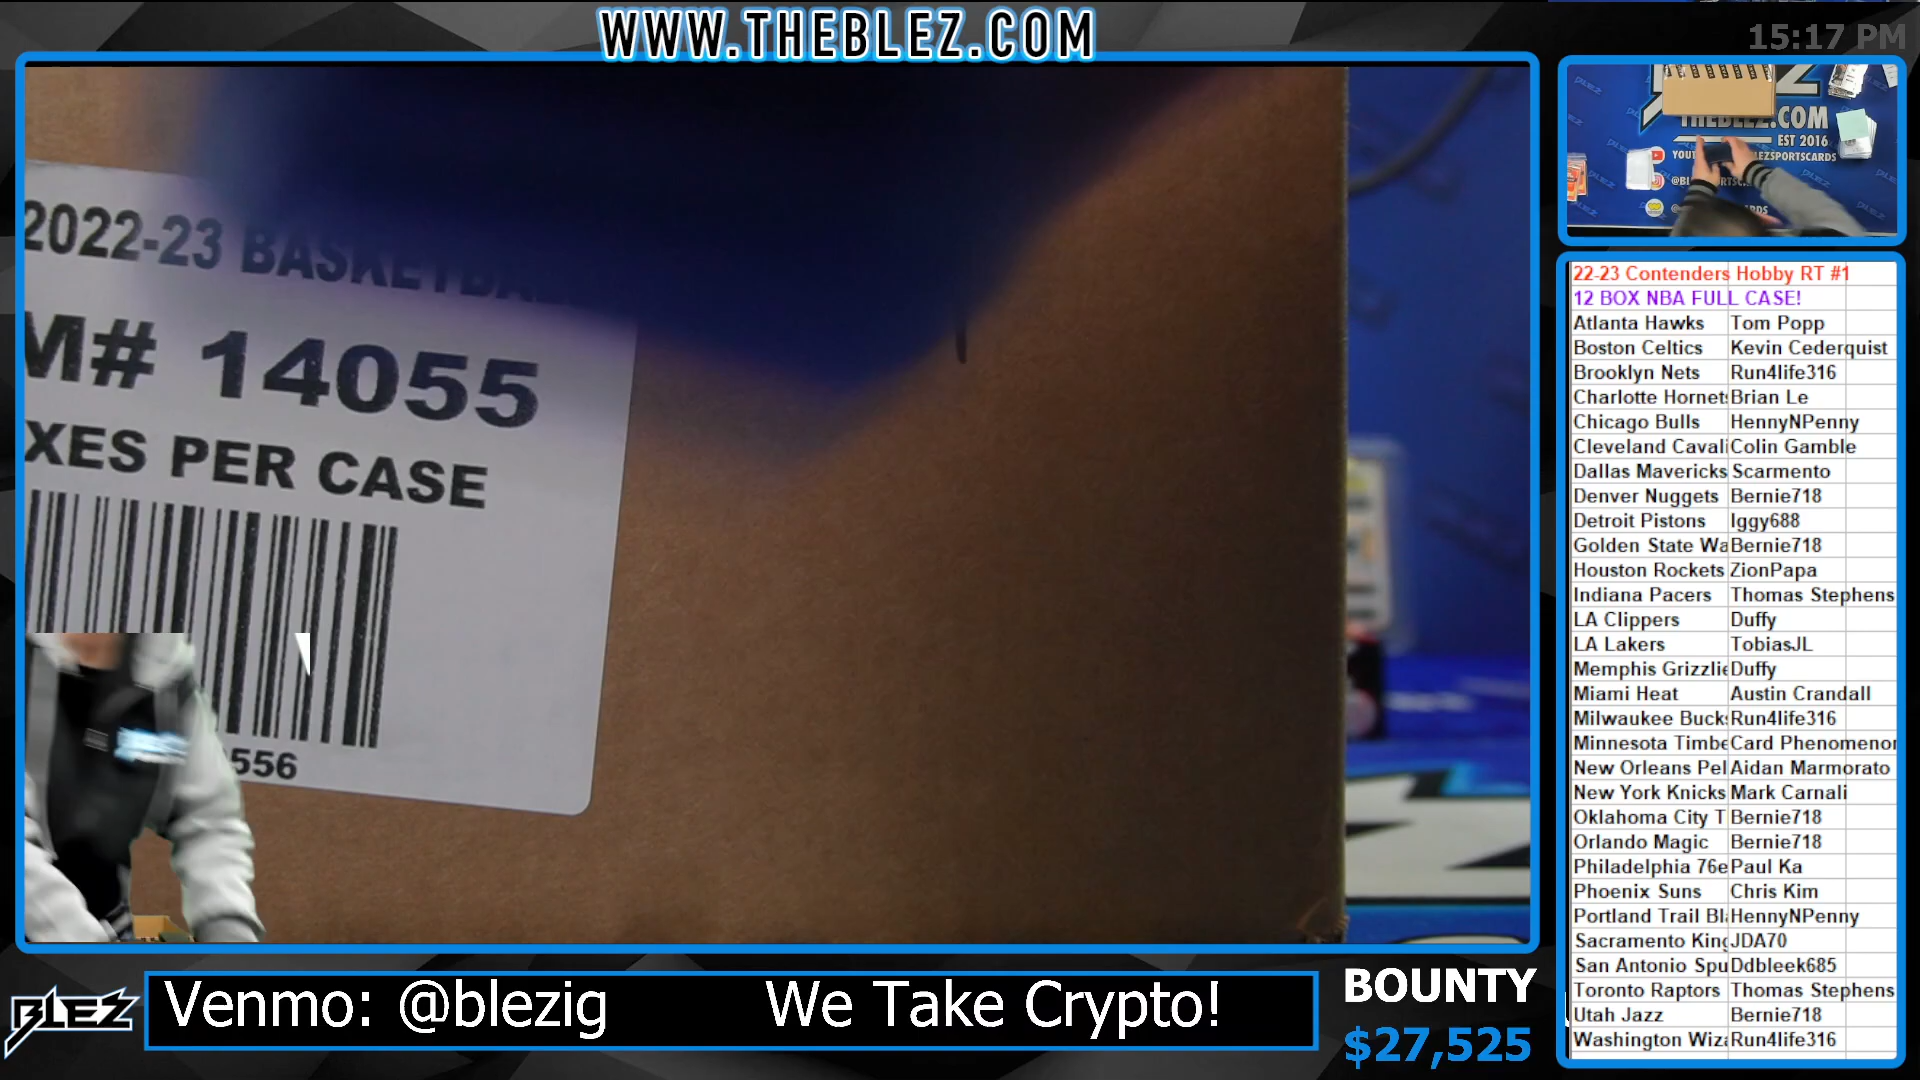 WWW.THEBLEZ.COM
15:17 PM
2022-23 BASKETBALL
M# 14055
XES PER CASE
556
THEBLEZ.COM
EST 2016
22-23 Contenders Hobby RT #1
12 BOX NBA FULL CASE!
Atlanta Hawks Tom Popp
Boston Celtics Kevin Cederquist
Brooklyn Nets Run4life316
Charlotte Hornets Brian Le
Chicago Bulls HennyNPenny
Cleveland Cavali Colin Gamble
Dallas Mavericks Scarmento
Denver Nuggets Bernie718
Detroit Pistons Iggy688
Golden State Wa Bernie718
Houston Rockets ZionPapa
Indiana Pacers Thomas Stephens
LA Clippers Duffy
LA Lakers TobiasJL
Memphis Grizzlie Duffy
Miami Heat Austin Crandall
Milwaukee Bucks Run4life316
Minnesota Timbe Card Phenomenon
New Orleans Pel Aidan Marmorato
New York Knicks Mark Carnali
Oklahoma City T Bernie718
Orlando Magic Bernie718
Philadelphia 76e Paul Ka
Phoenix Suns Chris Kim
Portland Trail Bla HennyNPenny
Sacramento King JDA70
San Antonio Spu Ddbleek685
Toronto Raptors Thomas Stephens
Utah Jazz Bernie718
Washington Wiza Run4life316
BLEZ
Venmo: @blezig We Take Crypto!
BOUNTY
$27,525